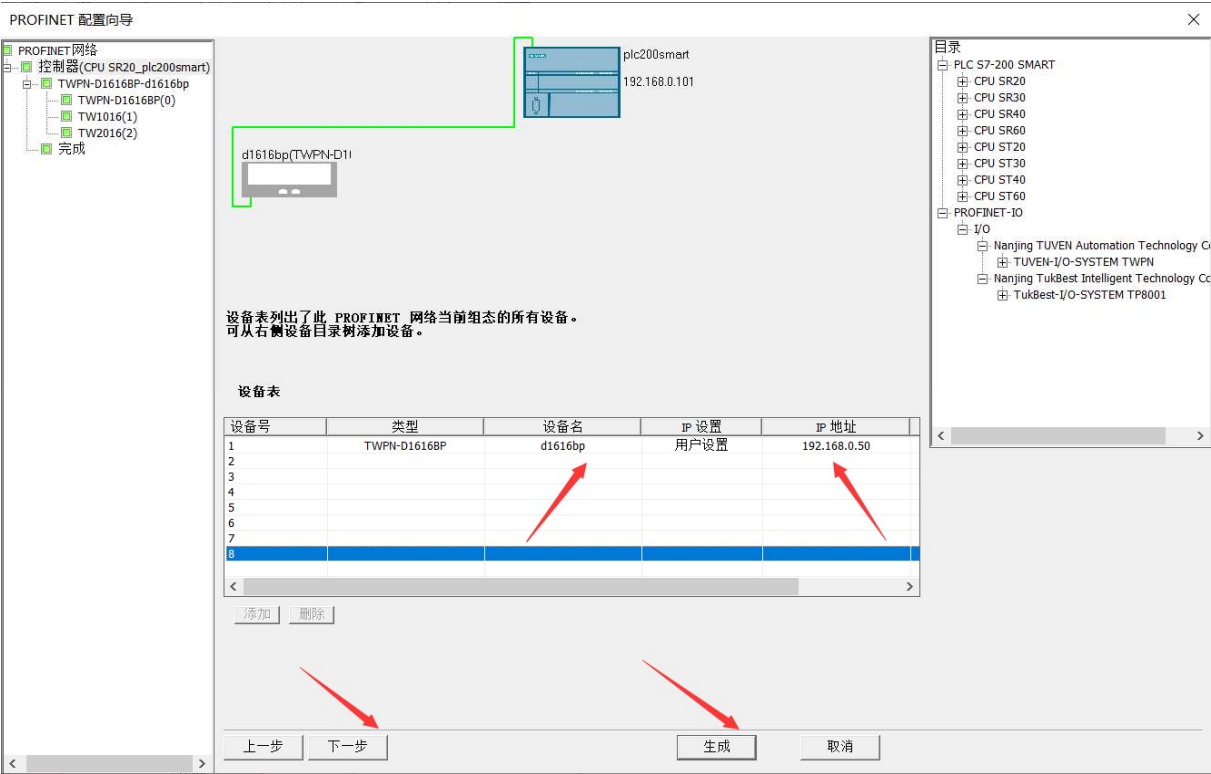 PROFINET 配置向导
PROFINET网络
控制器(CPU SR20_plc200smart)
TWPN-D1616BP-d1616bp
TWPN-D1616BP(0)
TW1016(1)
TW2016(2)
完成
plc200smart
192.168.0.101
d1616bp(TWPN-D1
设备表列出了此 PROFINET 网络当前组态的所有设备。
可从右侧设备目录树添加设备。
设备表
设备号 类型 设备名 IP 设置 IP 地址
1 TWPN-D1616BP d1616bp 用户设置 192.168.0.50
2
3
4
5
6
7
8
添加 删除
上一步 下一步 生成 取消
目录
PLC S7-200 SMART
CPU SR20
CPU SR30
CPU SR40
CPU SR60
CPU ST20
CPU ST30
CPU ST40
CPU ST60
PROFINET-IO
I/O
Nanjing TUVEN Automation Technology C
TUVEN-I/O-SYSTEM TWPN
Nanjing TukBest Intelligent Technology Cc
TukBest-I/O-SYSTEM TP8001